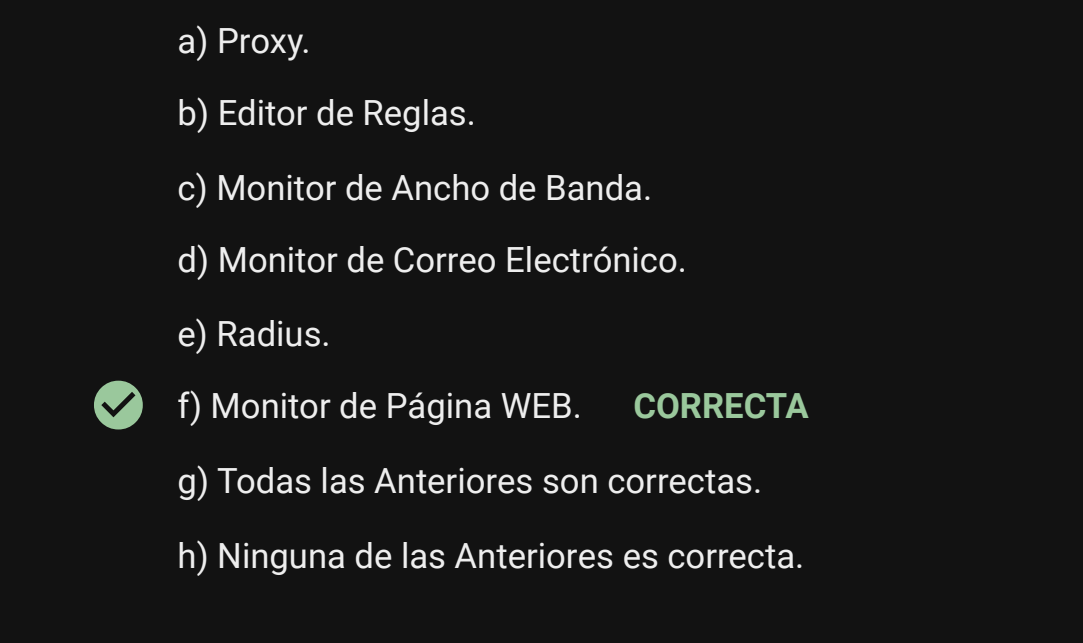 a) Proxy.
b) Editor de Reglas.
c) Monitor de Ancho de Banda.
d) Monitor de Correo Electrónico.
e) Radius.
f) Monitor de Página WEB. CORRECTA
g) Todas las Anteriores son correctas.
h) Ninguna de las Anteriores es correcta.